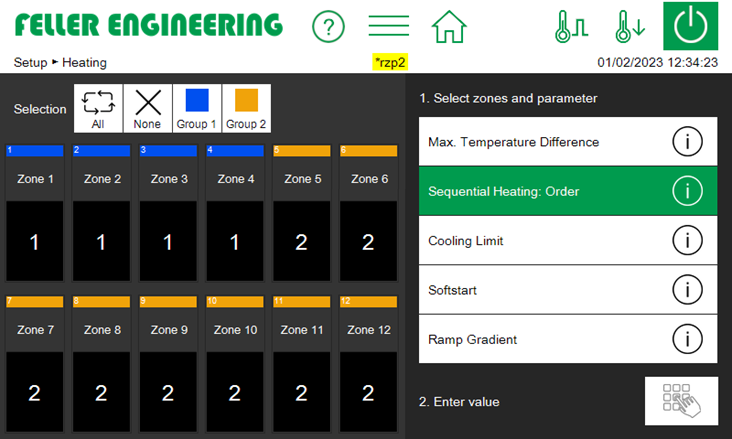 FELLER ENGINEERING
?
Setup ▸ Heating
*rzp2
01/02/2023 12:34:23
Selection
All
None
Group 1
Group 2
1. Select zones and parameter
Max. Temperature Difference
i
Sequential Heating: Order
i
Cooling Limit
i
Softstart
i
Ramp Gradient
i
2. Enter value
1 2 3 4 5 6
Zone 1 Zone 2 Zone 3 Zone 4 Zone 5 Zone 6
1 1 1 1 2 2
7 8 9 10 11 12
Zone 7 Zone 8 Zone 9 Zone 10 Zone 11 Zone 12
2 2 2 2 2 2